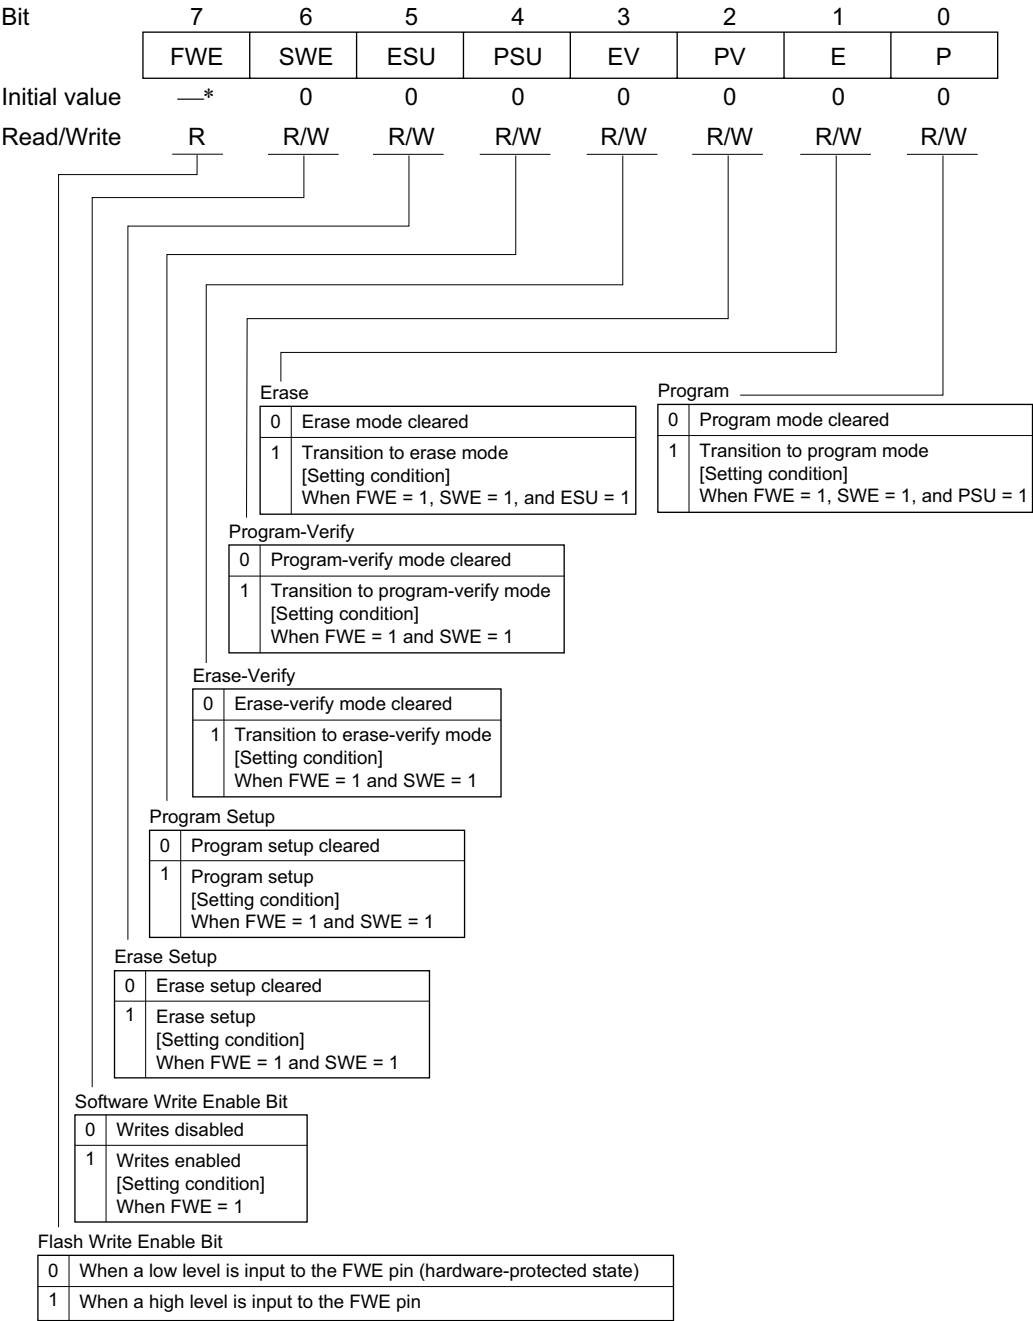 Bit 7 6 5 4 3 2 1 0
FWE SWE ESU PSU EV PV E P
Initial value —* 0 0 0 0 0 0 0
Read/Write R R/W R/W R/W R/W R/W R/W R/W
Erase
0 Erase mode cleared
1 Transition to erase mode
[Setting condition]
When FWE = 1, SWE = 1, and ESU = 1
Program
0 Program mode cleared
1 Transition to program mode
[Setting condition]
When FWE = 1, SWE = 1, and PSU = 1
Program-Verify
0 Program-verify mode cleared
1 Transition to program-verify mode
[Setting condition]
When FWE = 1 and SWE = 1
Erase-Verify
0 Erase-verify mode cleared
1 Transition to erase-verify mode
[Setting condition]
When FWE = 1 and SWE = 1
Program Setup
0 Program setup cleared
1 Program setup
[Setting condition]
When FWE = 1 and SWE = 1
Erase Setup
0 Erase setup cleared
1 Erase setup
[Setting condition]
When FWE = 1 and SWE = 1
Software Write Enable Bit
0 Writes disabled
1 Writes enabled
[Setting condition]
When FWE = 1
Flash Write Enable Bit
0 When a low level is input to the FWE pin (hardware-protected state)
1 When a high level is input to the FWE pin